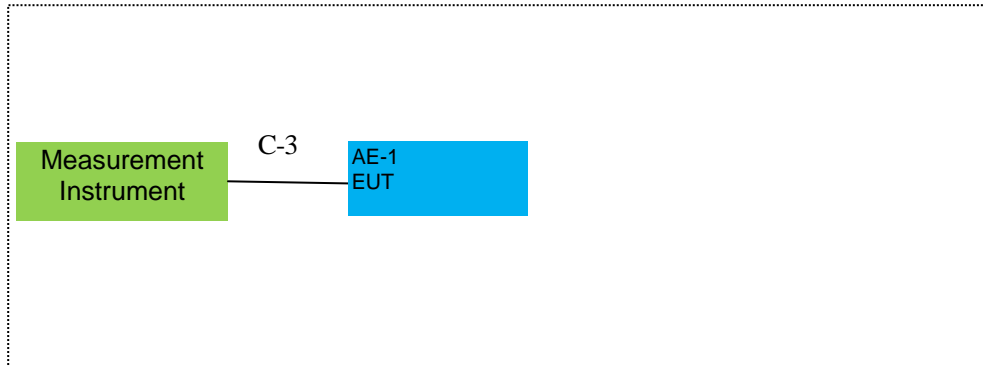 Measurement
Instrument
C-3
AE-1
EUT